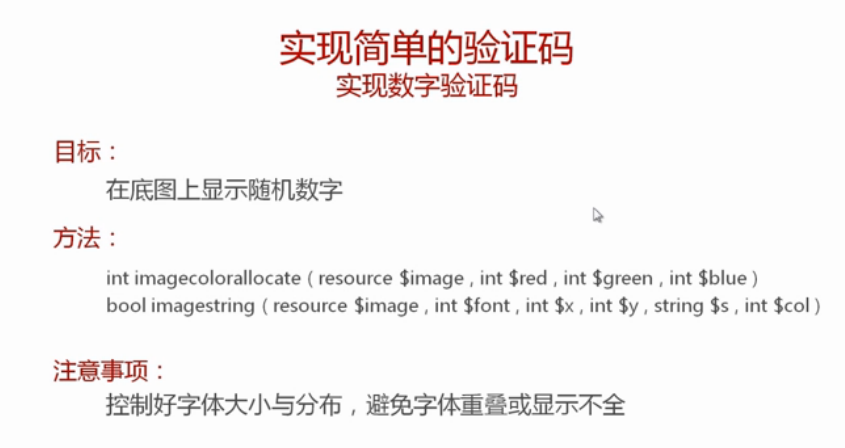 实现简单的验证码
实现数字验证码
目标：
在底图上显示随机数字
方法：
int imagecolorallocate ( resource $image , int $red , int $green , int $blue )
bool imagestring ( resource $image , int $font , int $x , int $y , string $s , int $col )
注意事项：
控制好字体大小与分布，避免字体重叠或显示不全